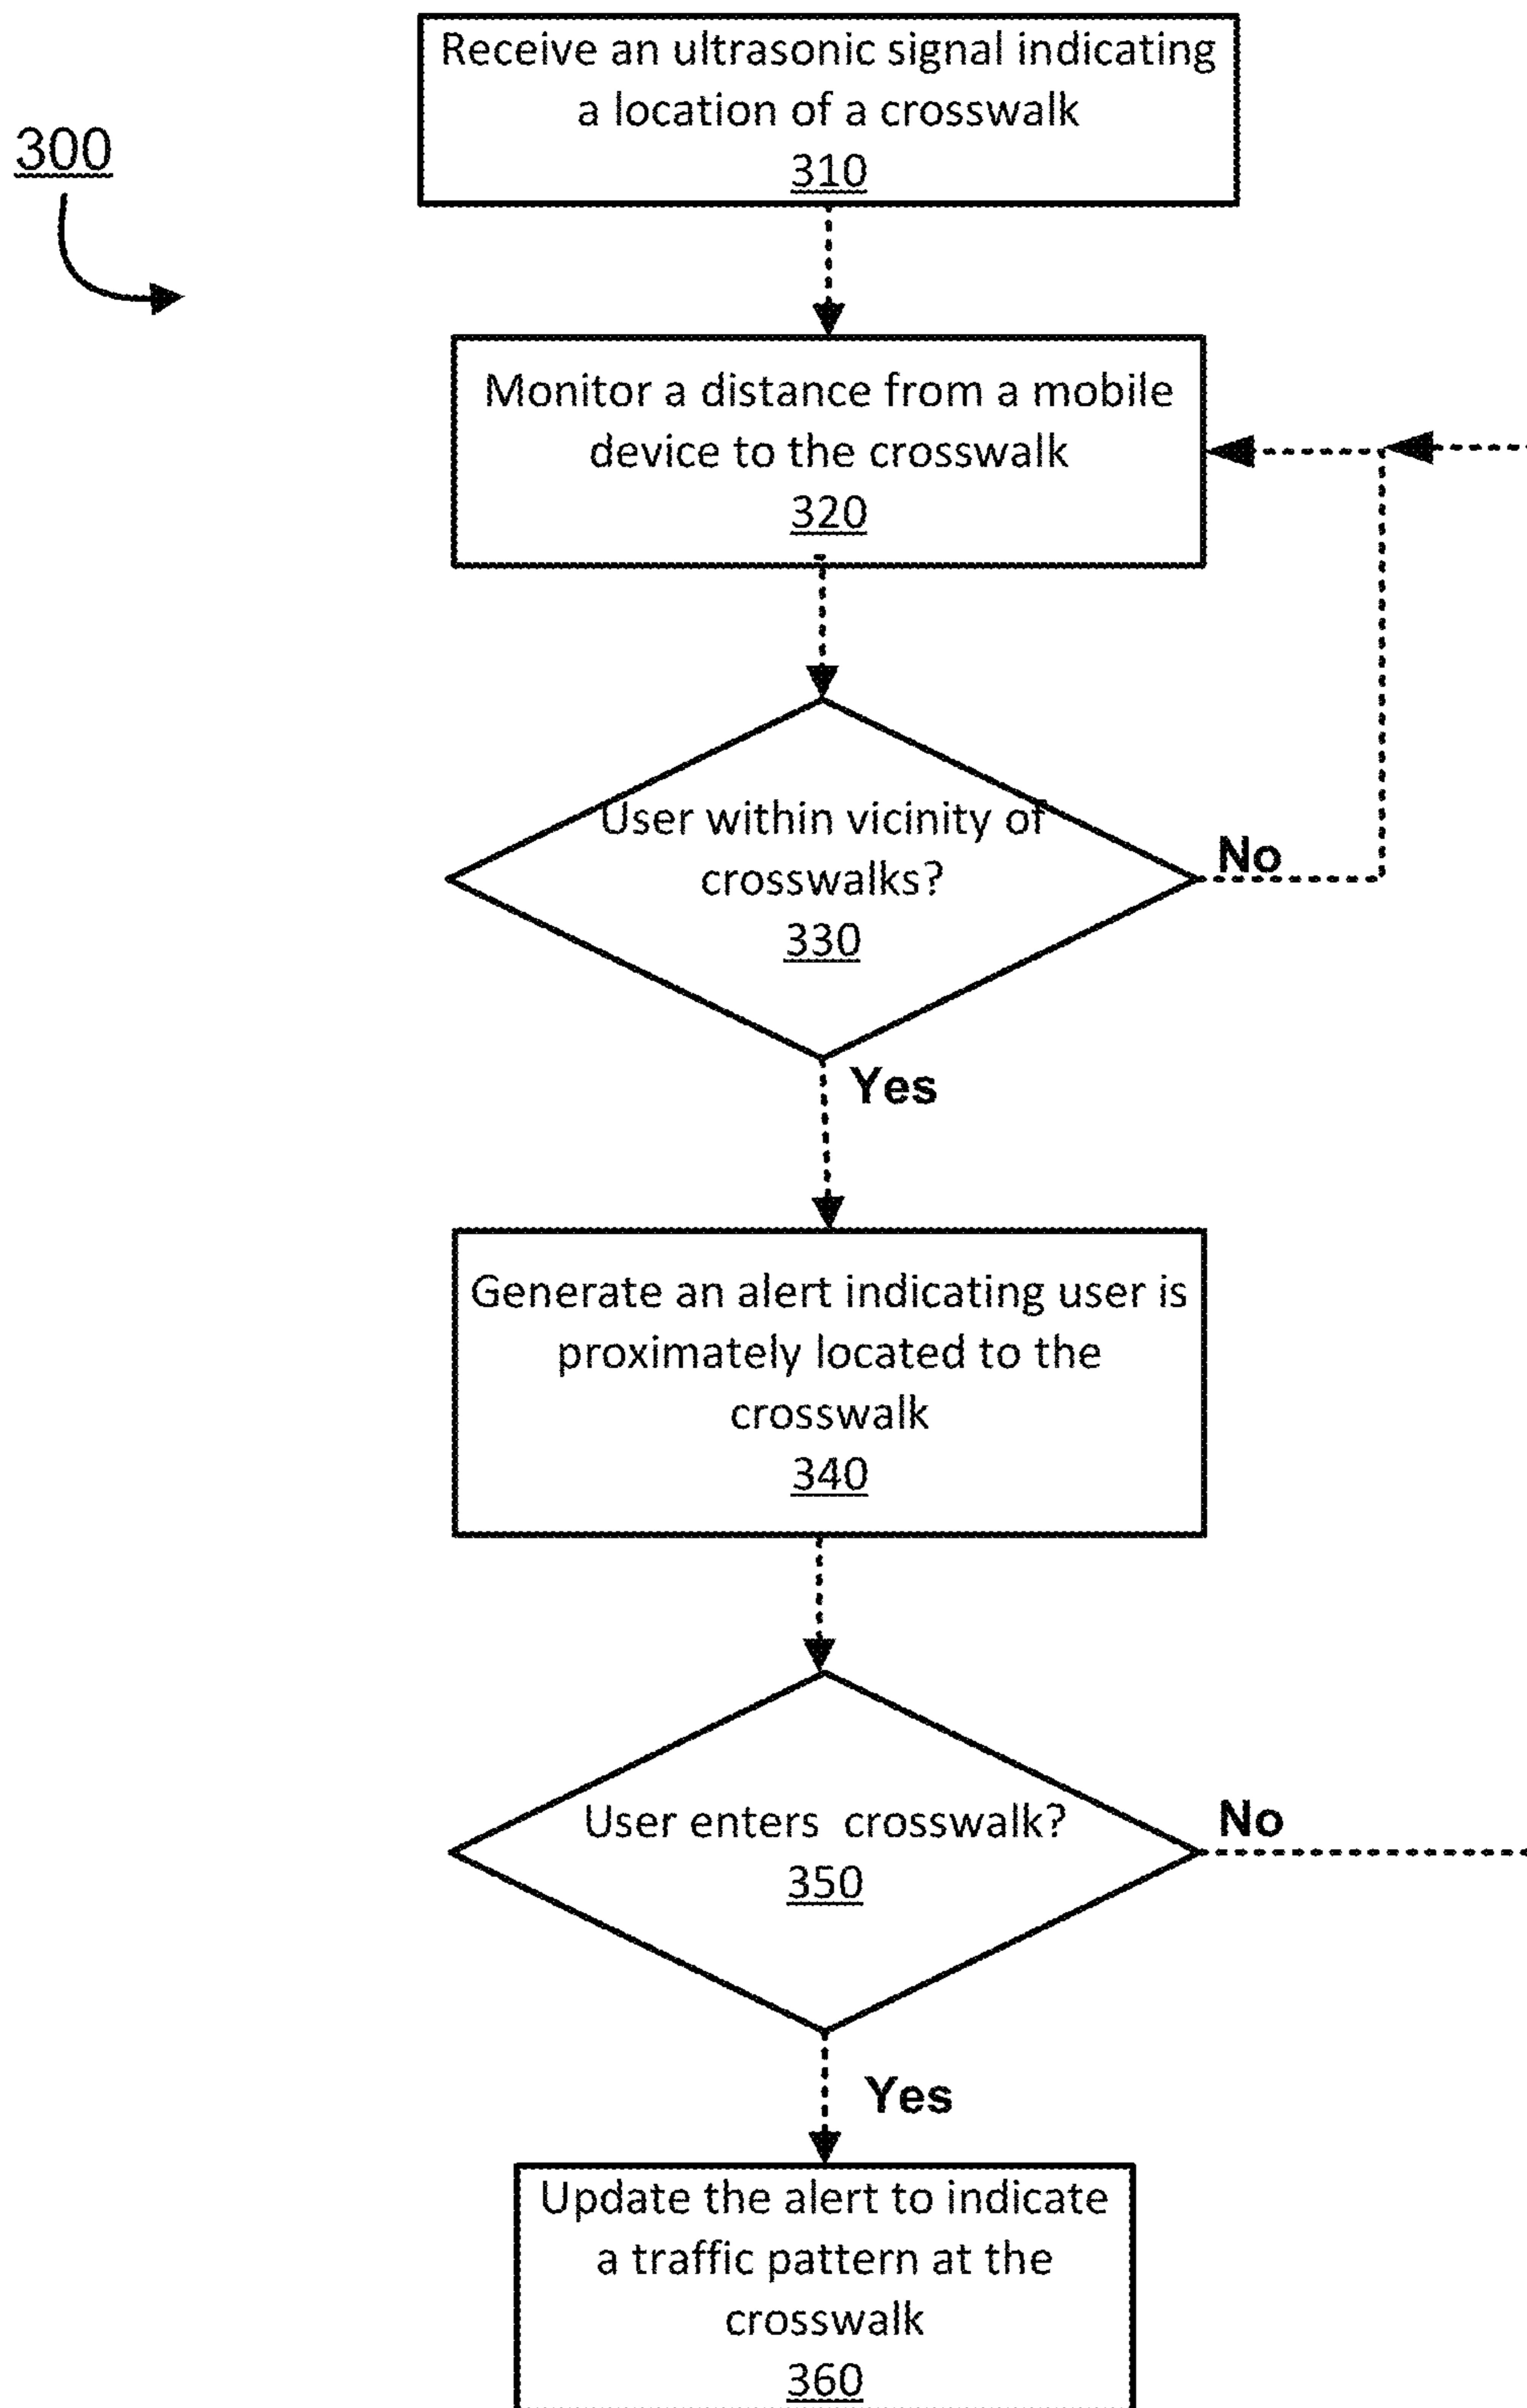 Receive an ultrasonic signal indicating
a location of a crosswalk
310
300
Monitor a distance from a mobile
device to the crosswalk
320
User within vicinity of
crosswalks?
330
No
Yes
Generate an alert indicating user is
proximately located to the
crosswalk
340
User enters crosswalk?
350
No
Yes
Update the alert to indicate
a traffic pattern at the
crosswalk
360